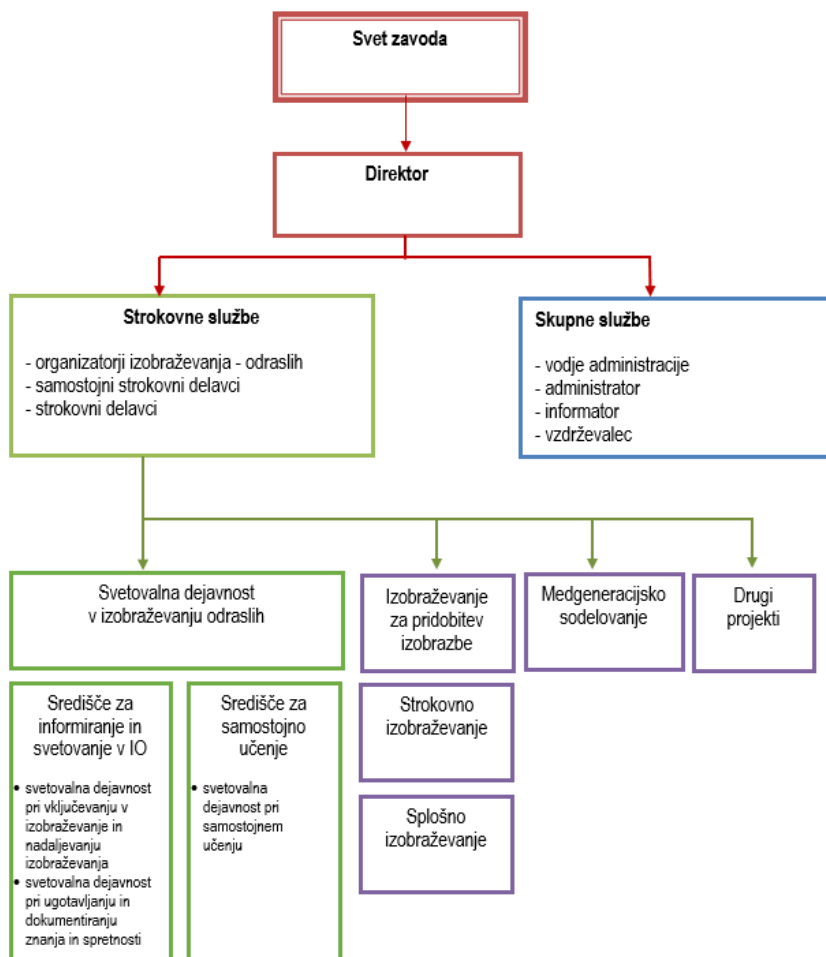 Svet zavoda
Direktor
Strokovne službe
- organizatorji izobraževanja - odraslih
- samostojni strokovni delavci
- strokovni delavci
Skupne službe
- vodje administracije
- administrator
- informator
- vzdrževalec
Svetovalna dejavnost
v izobraževanju odraslih
Izobraževanje
za pridobitev
izobrazbe
Medgeneracijsko
sodelovanje
Drugi
projekti
Središče za
informiranje in
svetovanje v IO
• svetovalna dejavnost
pri vključevanju v
izobraževanje in
nadaljevanju
izobraževanja
• svetovalna dejavnost
pri ugotavljanju in
dokumentiranju
znanja in spretnosti
Središče za
samostojno
učenje
• svetovalna
dejavnost pri
samostojnem
učenju
Strokovno
izobraževanje
Splošno
izobraževanje